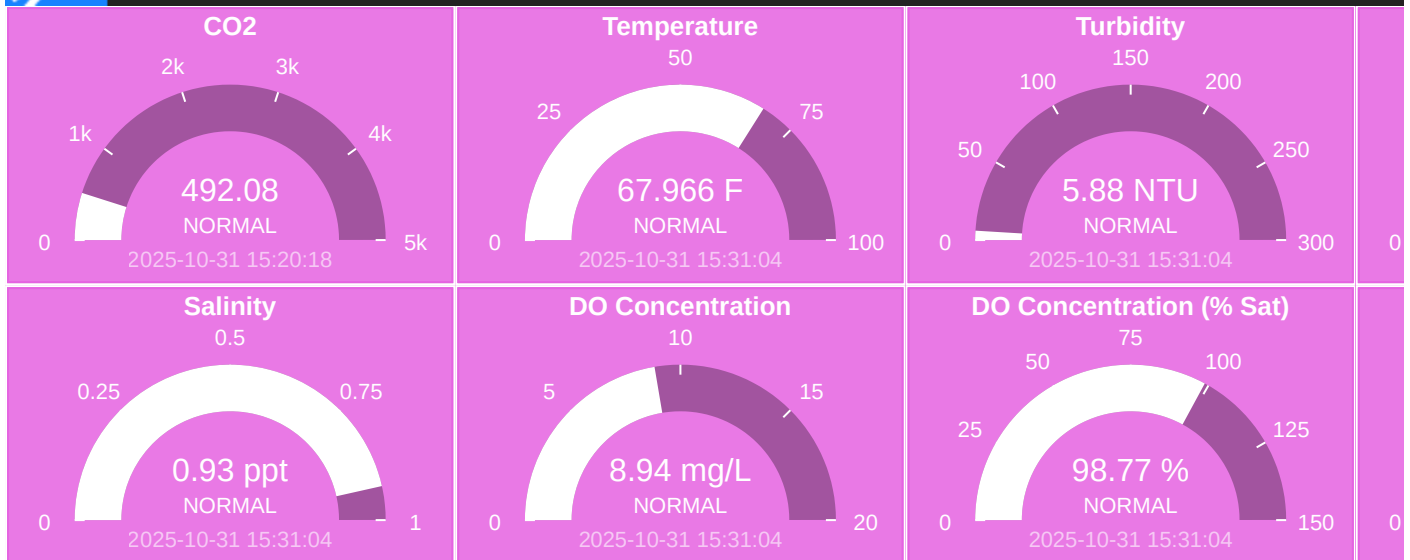 CO2
2k
3k
1k
4k
492.08
NORMAL
0
5k
2025-10-31 15:20:18
Temperature
50
25
75
67.966 F
NORMAL
0
100
2025-10-31 15:31:04
Turbidity
150
100
200
50
250
5.88 NTU
NORMAL
0
300
2025-10-31 15:31:04
0
Salinity
0.5
0.25
0.75
0.93 ppt
NORMAL
0
1
2025-10-31 15:31:04
DO Concentration
10
5
15
8.94 mg/L
NORMAL
0
20
2025-10-31 15:31:04
DO Concentration (% Sat)
75
50
100
25
125
98.77 %
NORMAL
0
150
2025-10-31 15:31:04
0